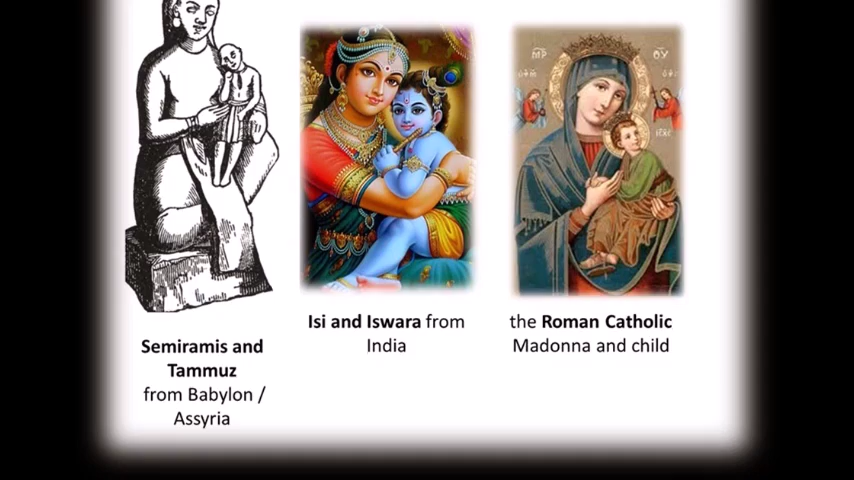 Semiramis and
Tammuz
from Babylon /
Assyria
Isi and Iswara from
India
the Roman Catholic
Madonna and child